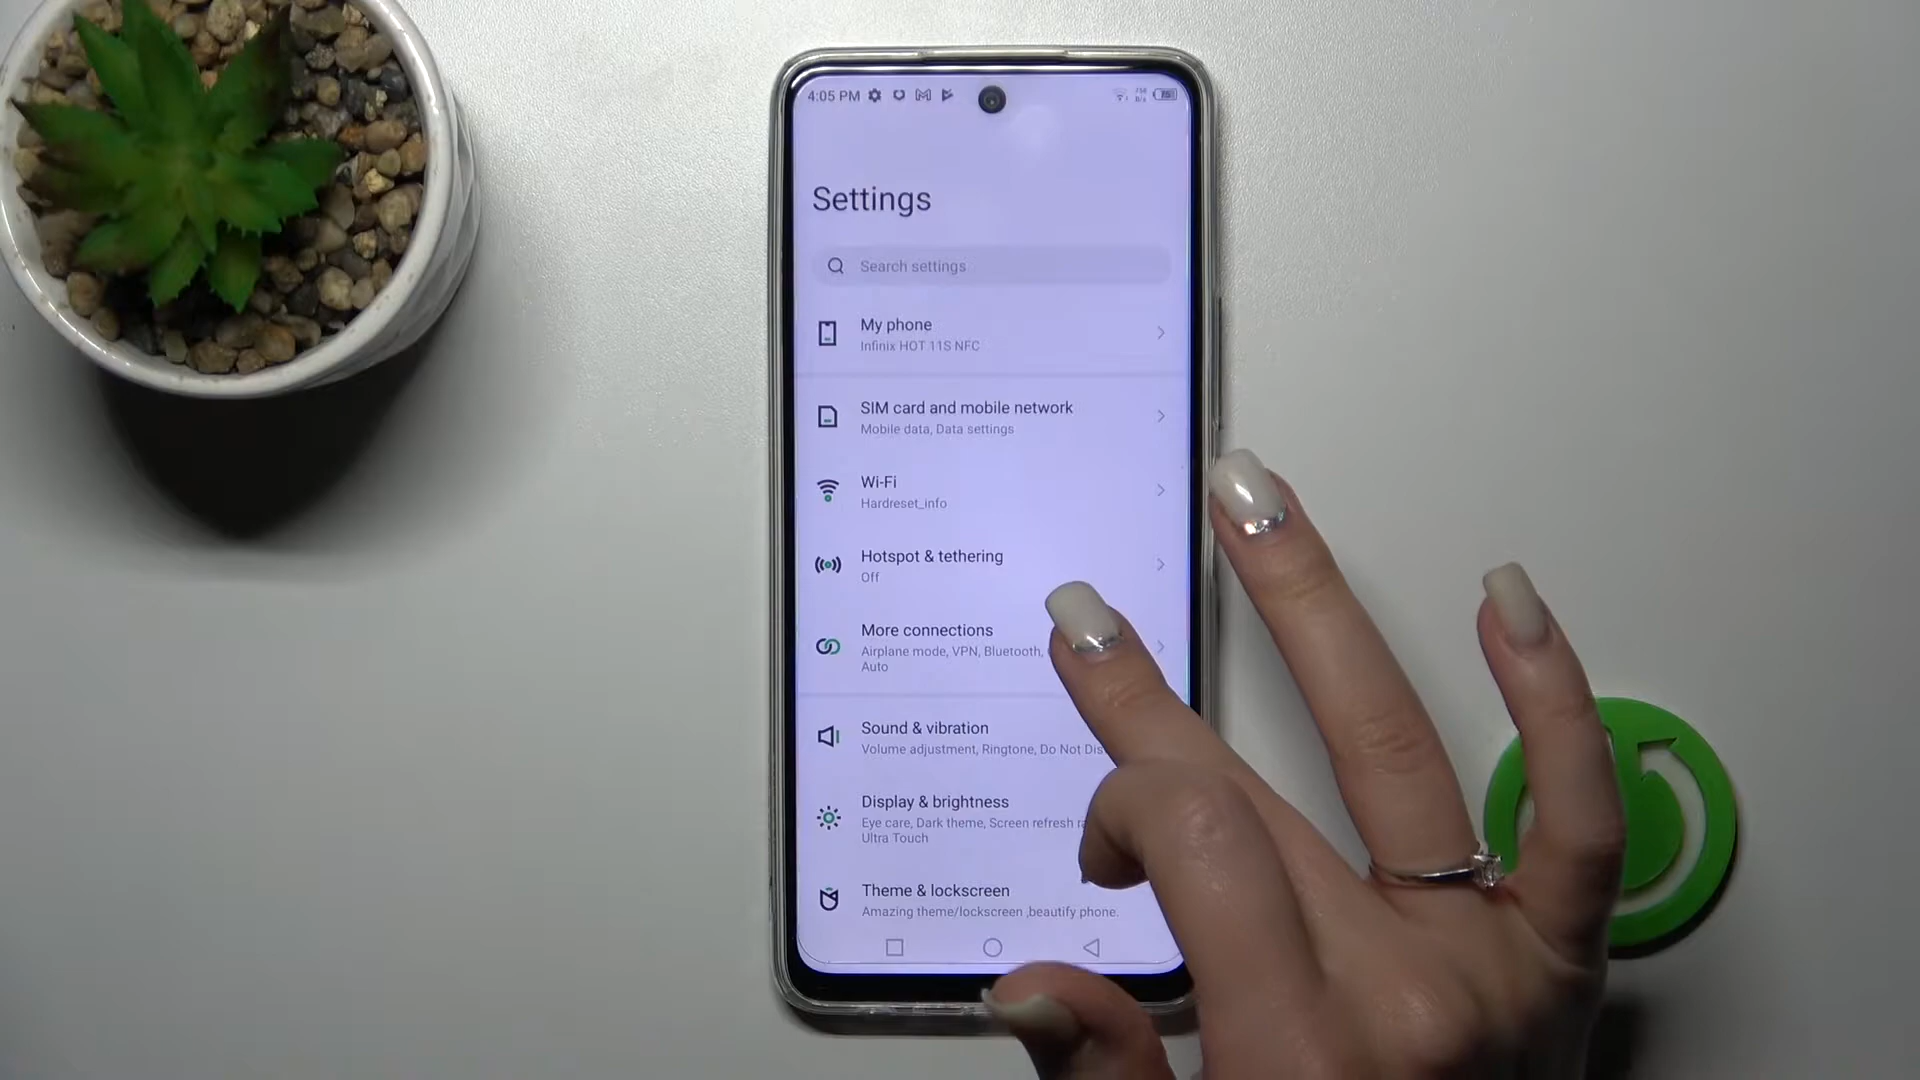 4:05 PM
Settings
Search settings
My phone
Infinix HOT 11S NFC
SIM card and mobile network
Mobile data, Data settings
Wi-Fi
Hardreset_info
Hotspot & tethering
Off
More connections
Airplane mode, VPN, Bluetooth,
Auto
Sound & vibration
Volume adjustment, Ringtone, Do Not Dis
Display & brightness
Eye care, Dark theme, Screen refresh ra
Ultra Touch
Theme & lockscreen
Amazing theme/lockscreen ,beautify phone.